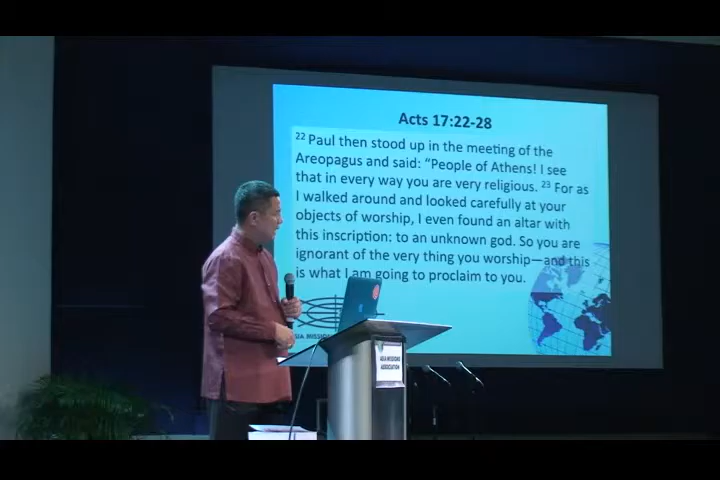 Acts 17:22-28
22 Paul then stood up in the meeting of the
Areopagus and said: “People of Athens! I see
that in every way you are very religious. 23 For as
I walked around and looked carefully at your
objects of worship, I even found an altar with
this inscription: to an unknown god. So you are
ignorant of the very thing you worship—and this
is what I am going to proclaim to you.
SIA MISSION
ASIA MISSIONS
ASSOCIATION